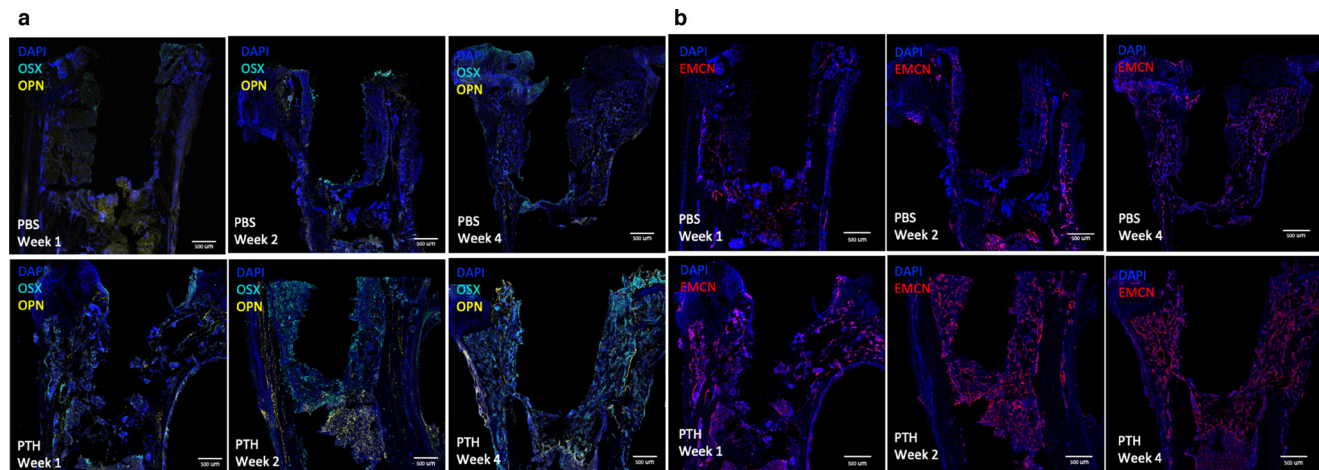 a
DAPI
OSX
OPN
PBS
Week 1
500 um
DAPI
OSX
OPN
PBS
Week 2
500 um
DAPI
OSX
OPN
PBS
Week 4
500 um
DAPI
OSX
OPN
PTH
Week 1
500 um
DAPI
OSX
OPN
PTH
Week 2
500 um
DAPI
OSX
OPN
PTH
Week 4
500 um
b
DAPI
EMCN
PBS
Week 1
500 um
DAPI
EMCN
PBS
Week 2
500 um
DAPI
EMCN
PBS
Week 4
500 um
DAPI
EMCN
PTH
Week 1
500 um
DAPI
EMCN
PTH
Week 2
500 um
DAPI
EMCN
PTH
Week 4
500 um